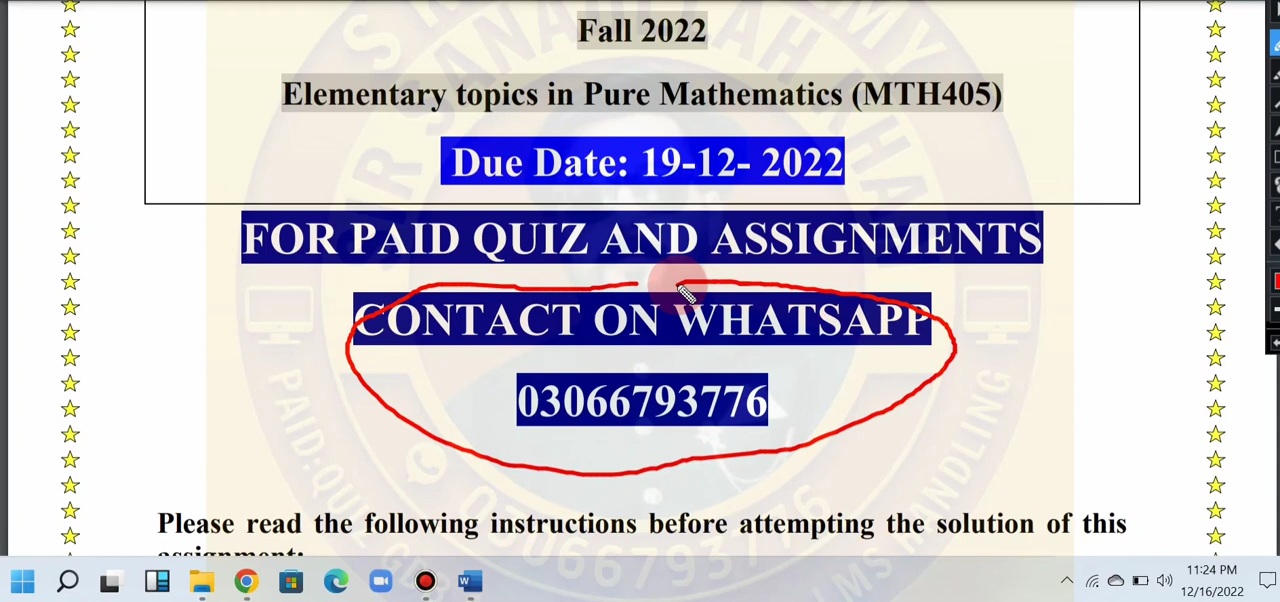 Fall 2022
Elementary topics in Pure Mathematics (MTH405)
Due Date: 19-12- 2022
FOR PAID QUIZ AND ASSIGNMENTS
CONTACT ON WHATSAPP
03066793776
Please read the following instructions before attempting the solution of this
assignment:
11:24 PM
12/16/2022